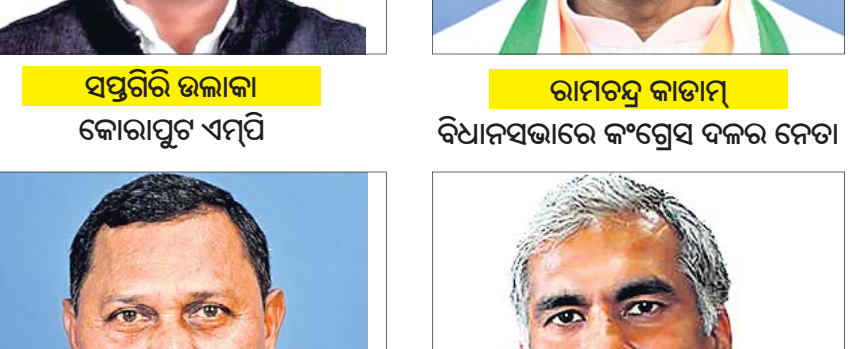 ସପ୍ତଗିରି ଉଲାକା
କୋରାପୁଟ ଏମ୍‌ପି
ରାମଚନ୍ଦ୍ର କାଡାମ୍
ବିଧାନସଭାରେ କଂଗ୍ରେସ ଦଳର ନେତା